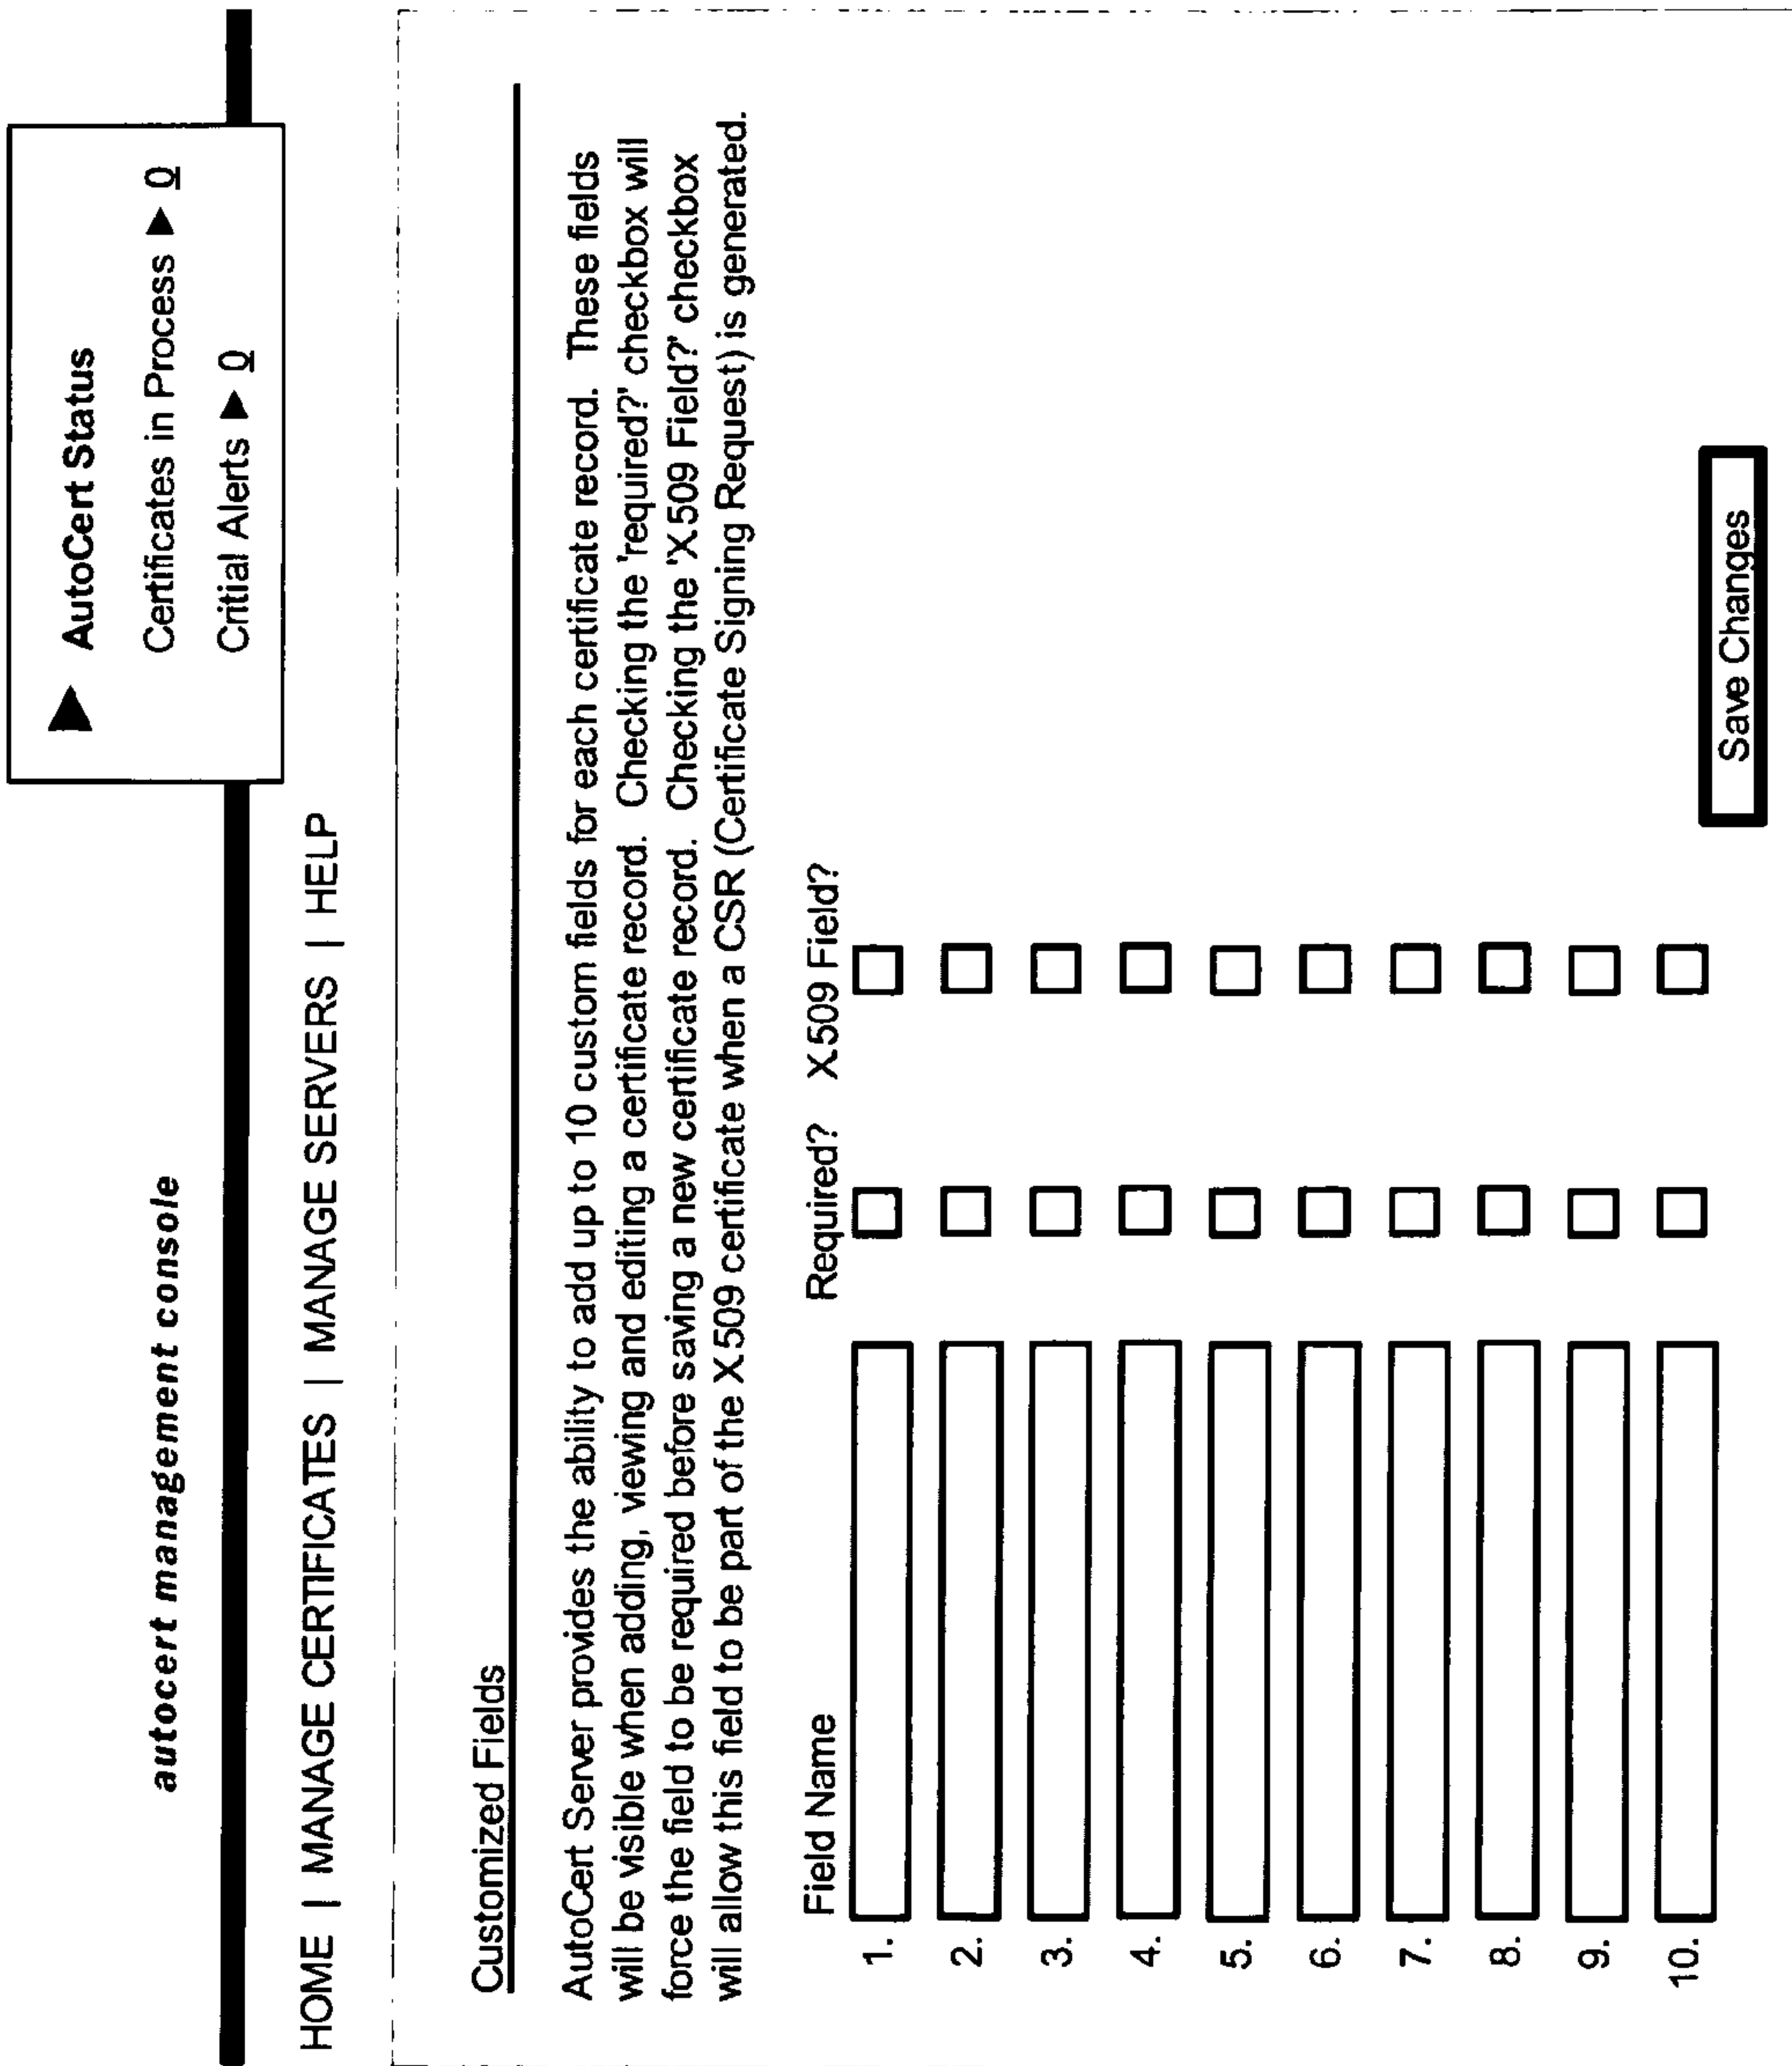 autocert management console
AutoCert Status
Certificates in Process ▶ 0
Critial Alerts ▶ 0
HOME | MANAGE CERTIFICATES | MANAGE SERVERS | HELP
Customized Fields
AutoCert Server provides the ability to add up to 10 custom fields for each certificate record. These fields
will be visible when adding, viewing and editing a certificate record. Checking the 'required?' checkbox will
force the field to be required before saving a new certificate record. Checking the 'X509 Field?' checkbox
will allow this field to be part of the X509 certificate when a CSR (Certificate Signing Request) is generated.
Field Name Required? X509 Field?
1.
2.
3.
4.
5.
6.
7.
8.
9.
10.
Save Changes